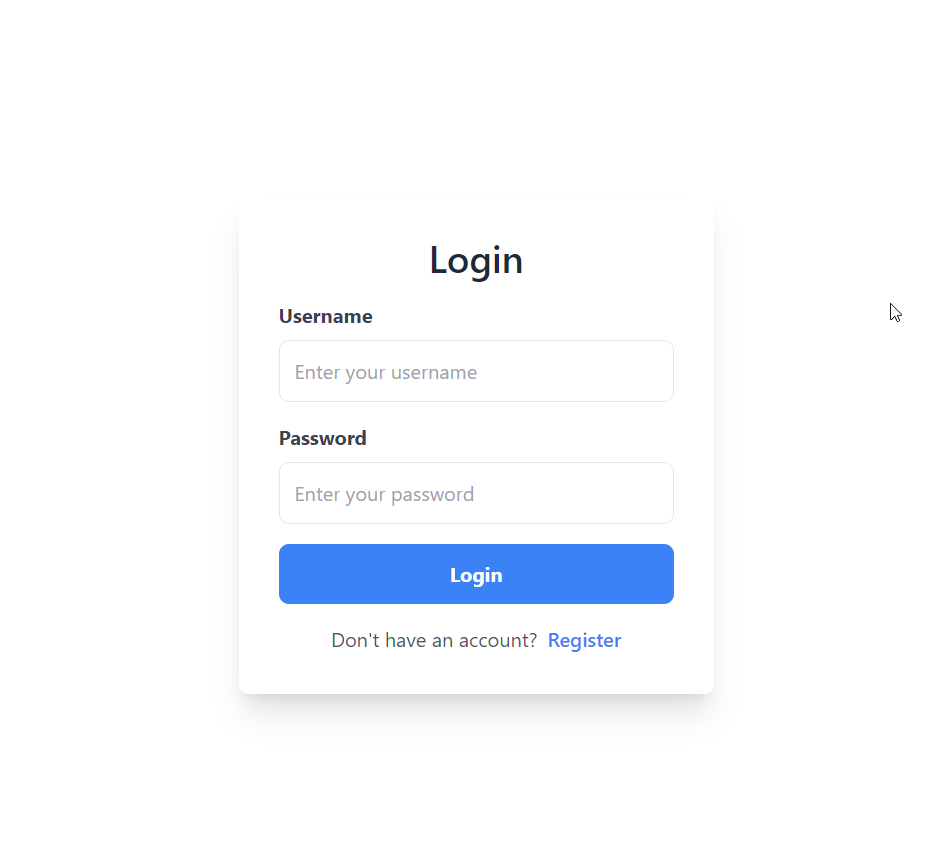 Login
Username
Enter your username
Password
Enter your password
Login
Don't have an account? Register